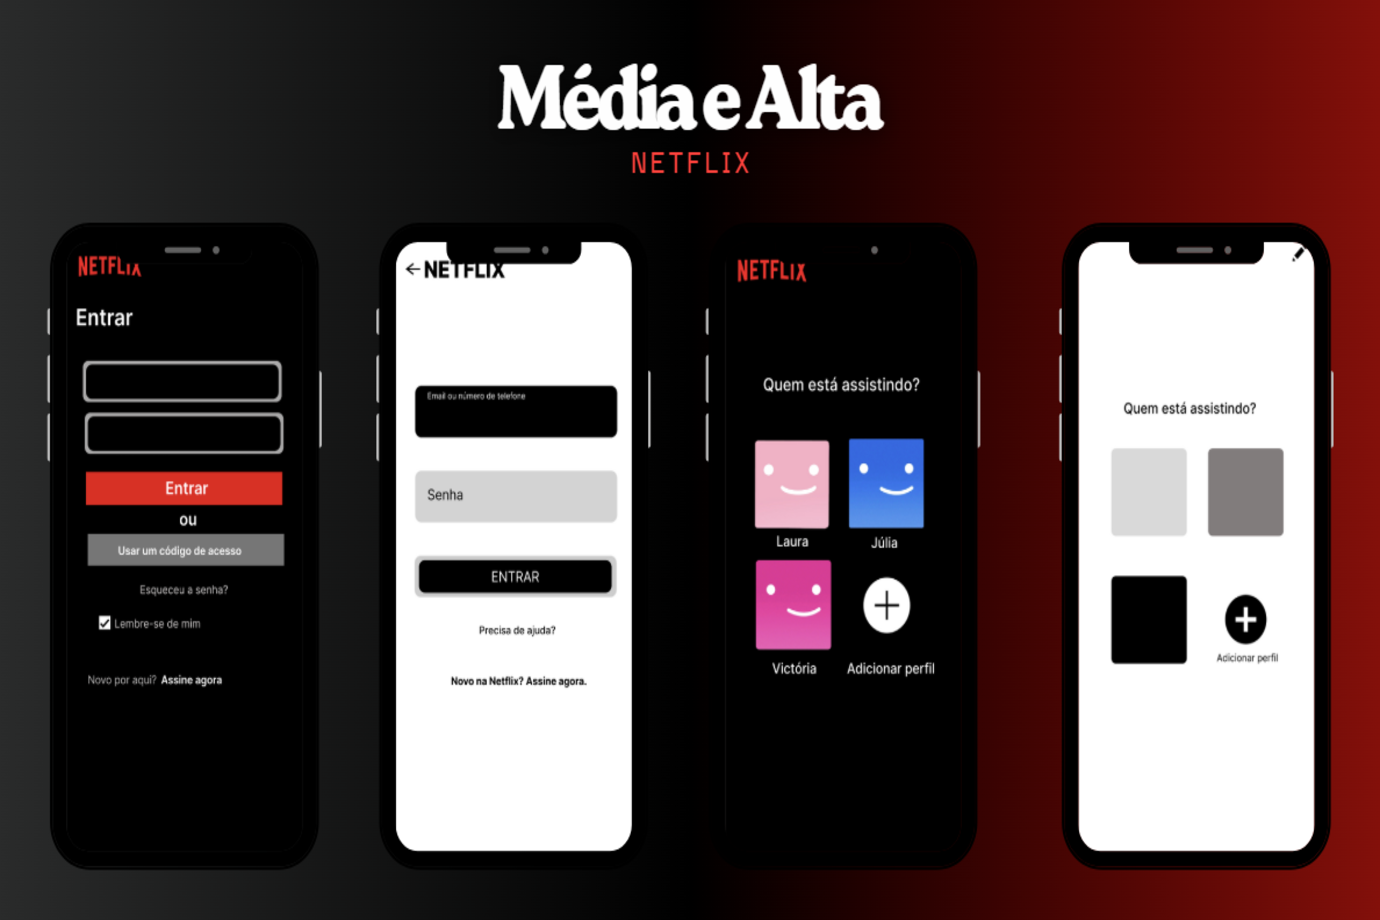 Média e Alta
NETFLIX
NETFLIX
Entrar
Entrar
ou
Usar um código de acesso
Esqueceu a senha?
Lembre-se de mim
Novo por aqui? Assine agora
NETFLIX
Email ou número de telefone
Senha
ENTRAR
Precisa de ajuda?
Novo na Netflix? Assine agora.
NETFLIX
Quem está assistindo?
Laura
Júlia
Victória
Adicionar perfil
Quem está assistindo?
Adicionar perfil